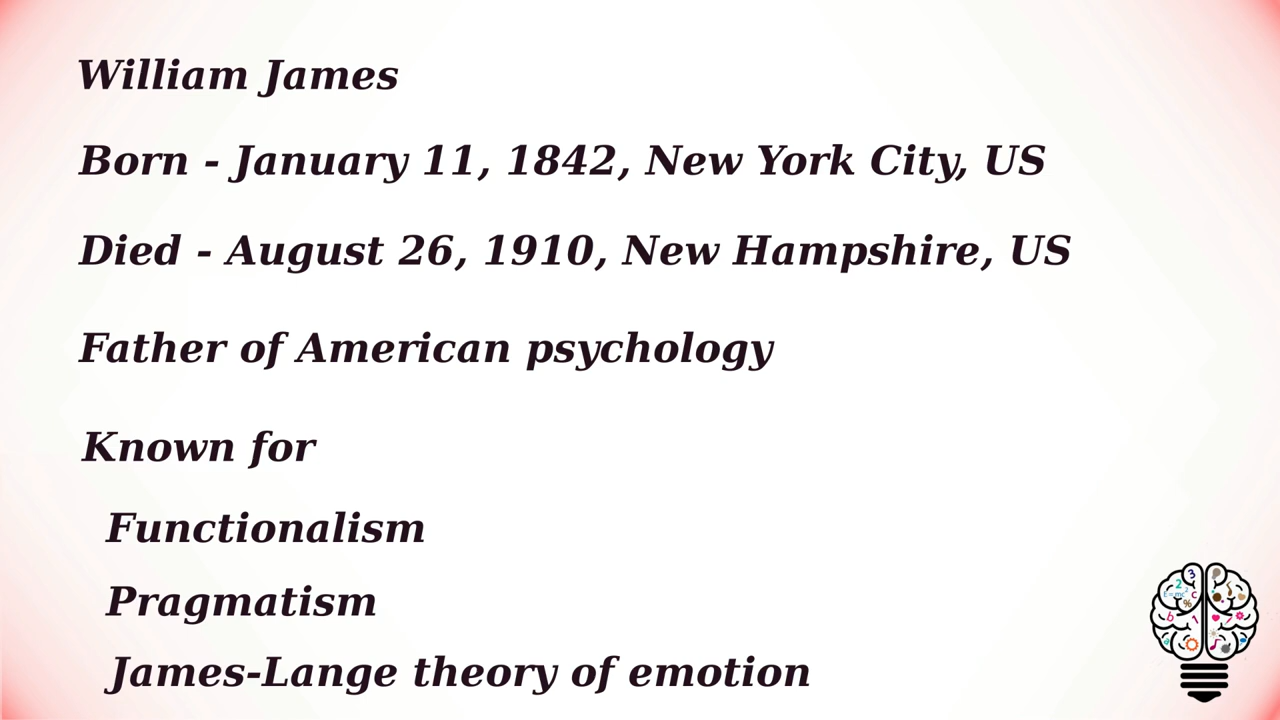 William James
Born - January 11, 1842, New York City, US
Died - August 26, 1910, New Hampshire, US
Father of American psychology
Known for
Functionalism
Pragmatism
James-Lange theory of emotion